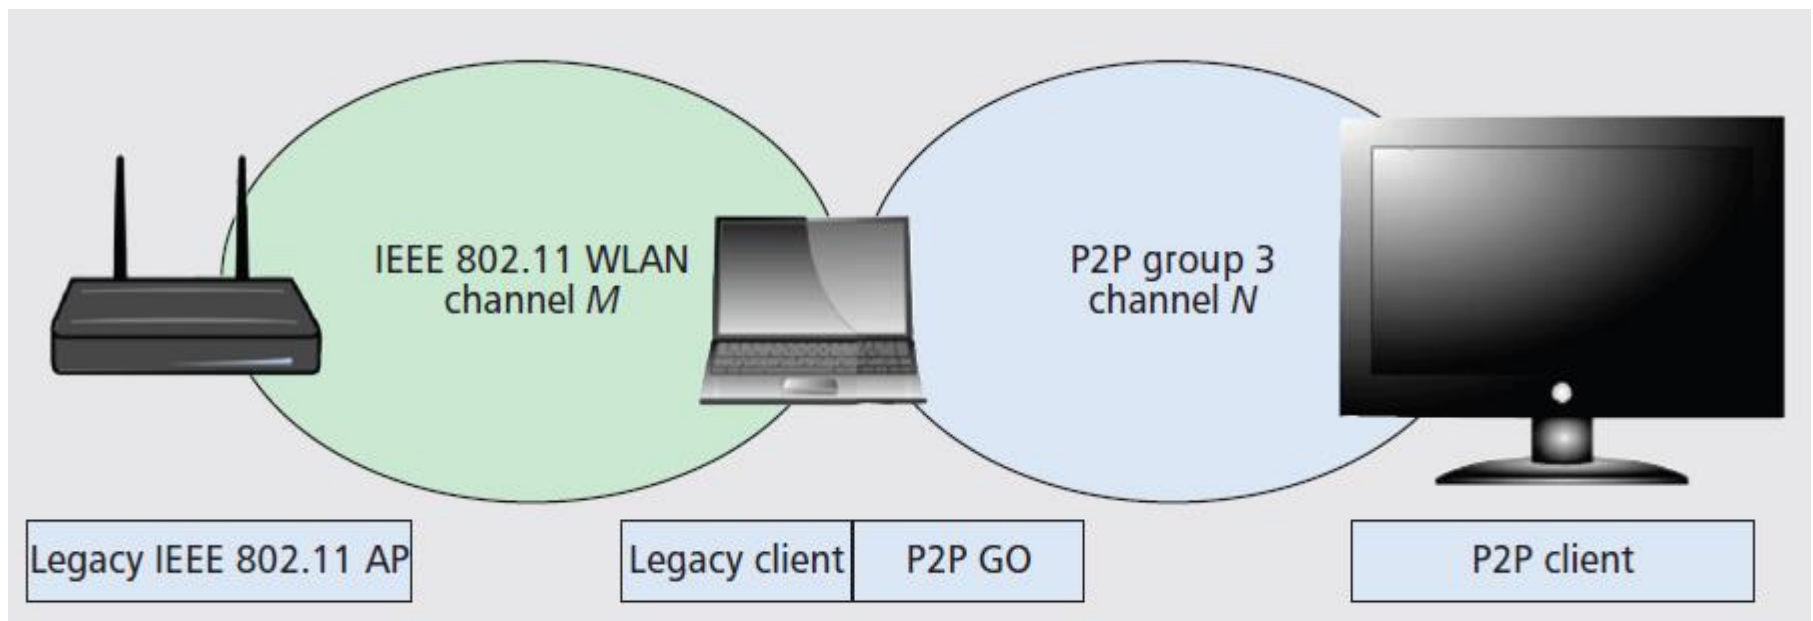 IEEE 802.11 WLAN
channel M
P2P group 3
channel N
Legacy IEEE 802.11 AP
Legacy client
P2P GO
P2P client